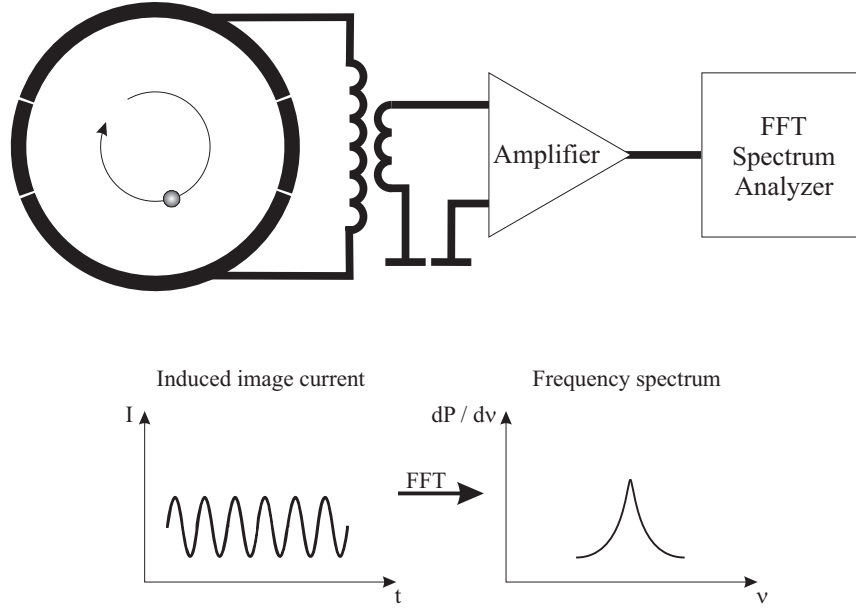 Amplifier
FFT
Spectrum
Analyzer
Induced image current
Frequency spectrum
I
dP / dν
FFT
t
ν